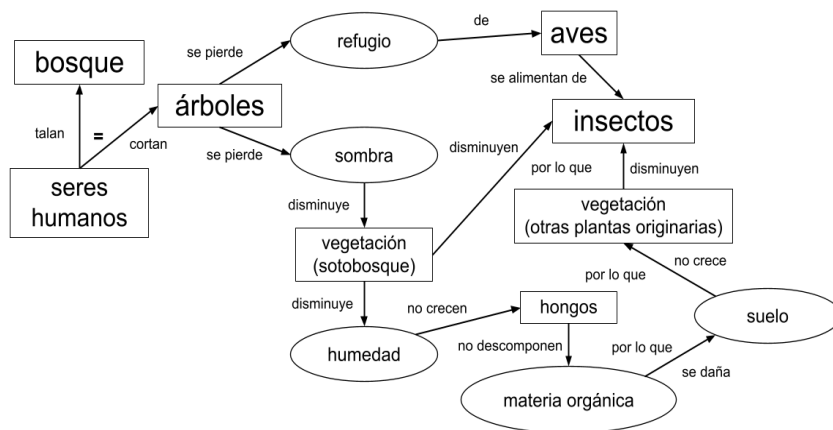 se pierde
refugio
de
aves
bosque
se alimentan de
árboles
insectos
talan
=
cortan
se pierde
sombra
disminuyen
por lo que
disminuyen
seres
humanos
disminuye
vegetación
(sotobosque)
vegetación
(otras plantas originarias)
no crece
por lo que
disminuye
no crecen
hongos
suelo
humedad
no descomponen
por lo que
se daña
materia orgánica